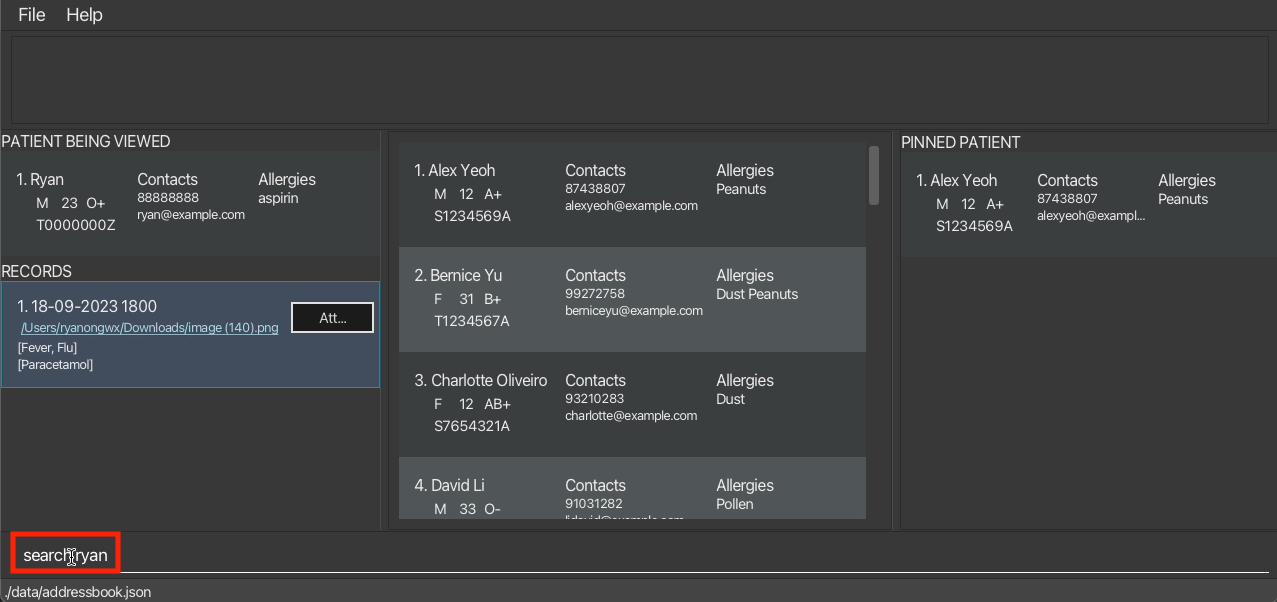 File Help
PATIENT BEING VIEWED
1. Ryan
M 23 O+
T0000000Z
Contacts
88888888
ryan@example.com
Allergies
aspirin
RECORDS
1. 18-09-2023 1800
/Users/ryanongwx/Downloads/image (140).png
[Fever, Flu]
[Paracetamol]
Att...
1. Alex Yeoh
M 12 A+
S1234569A
Contacts
87438807
alexyeoh@example.com
Allergies
Peanuts
2. Bernice Yu
F 31 B+
T1234567A
Contacts
99272758
berniceyu@example.com
Allergies
Dust Peanuts
3. Charlotte Oliveiro
F 12 AB+
S7654321A
Contacts
93210283
charlotte@example.com
Allergies
Dust
4. David Li
M 33 O-
Contacts
91031282
lidavid@example.com
Allergies
Pollen
PINNED PATIENT
1. Alex Yeoh
M 12 A+
S1234569A
Contacts
87438807
alexyeoh@exampl...
Allergies
Peanuts
search ryan
./data/addressbook.json